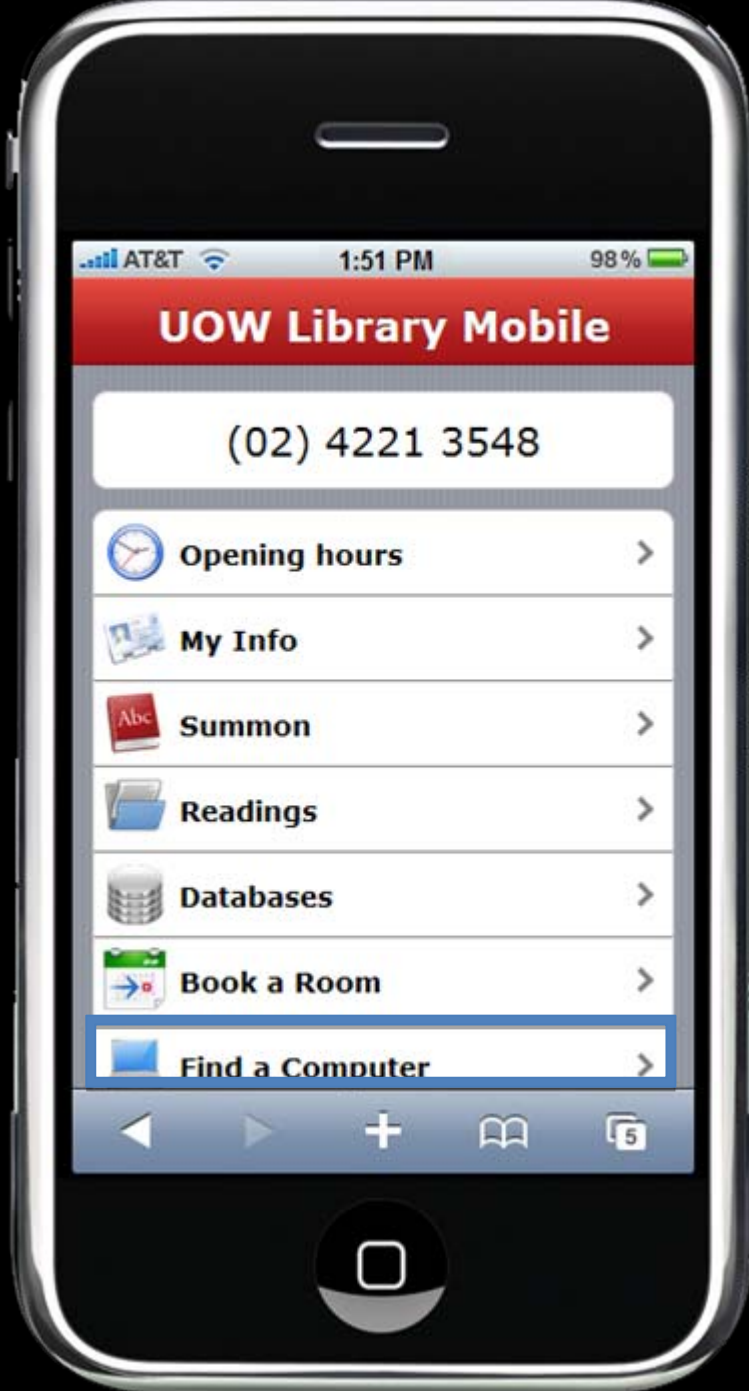 AT&T 1:51 PM 98%
UOW Library Mobile
(02) 4221 3548
Opening hours
My Info
Abc
Summon
Readings
Databases
Book a Room
Find a Computer
5